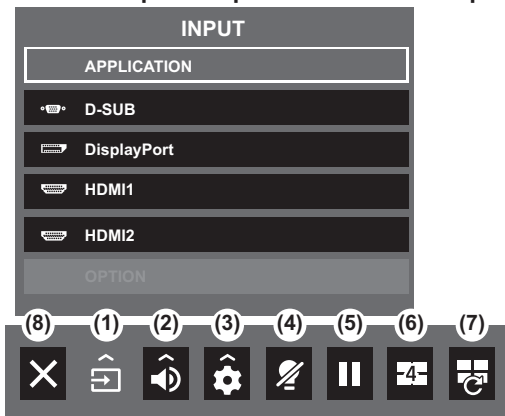 INPUT
APPLICATION
D-SUB
DisplayPort
HDMI1
HDMI2
OPTION
(8) (1) (2) (3) (4) (5) (6) (7)
-4-